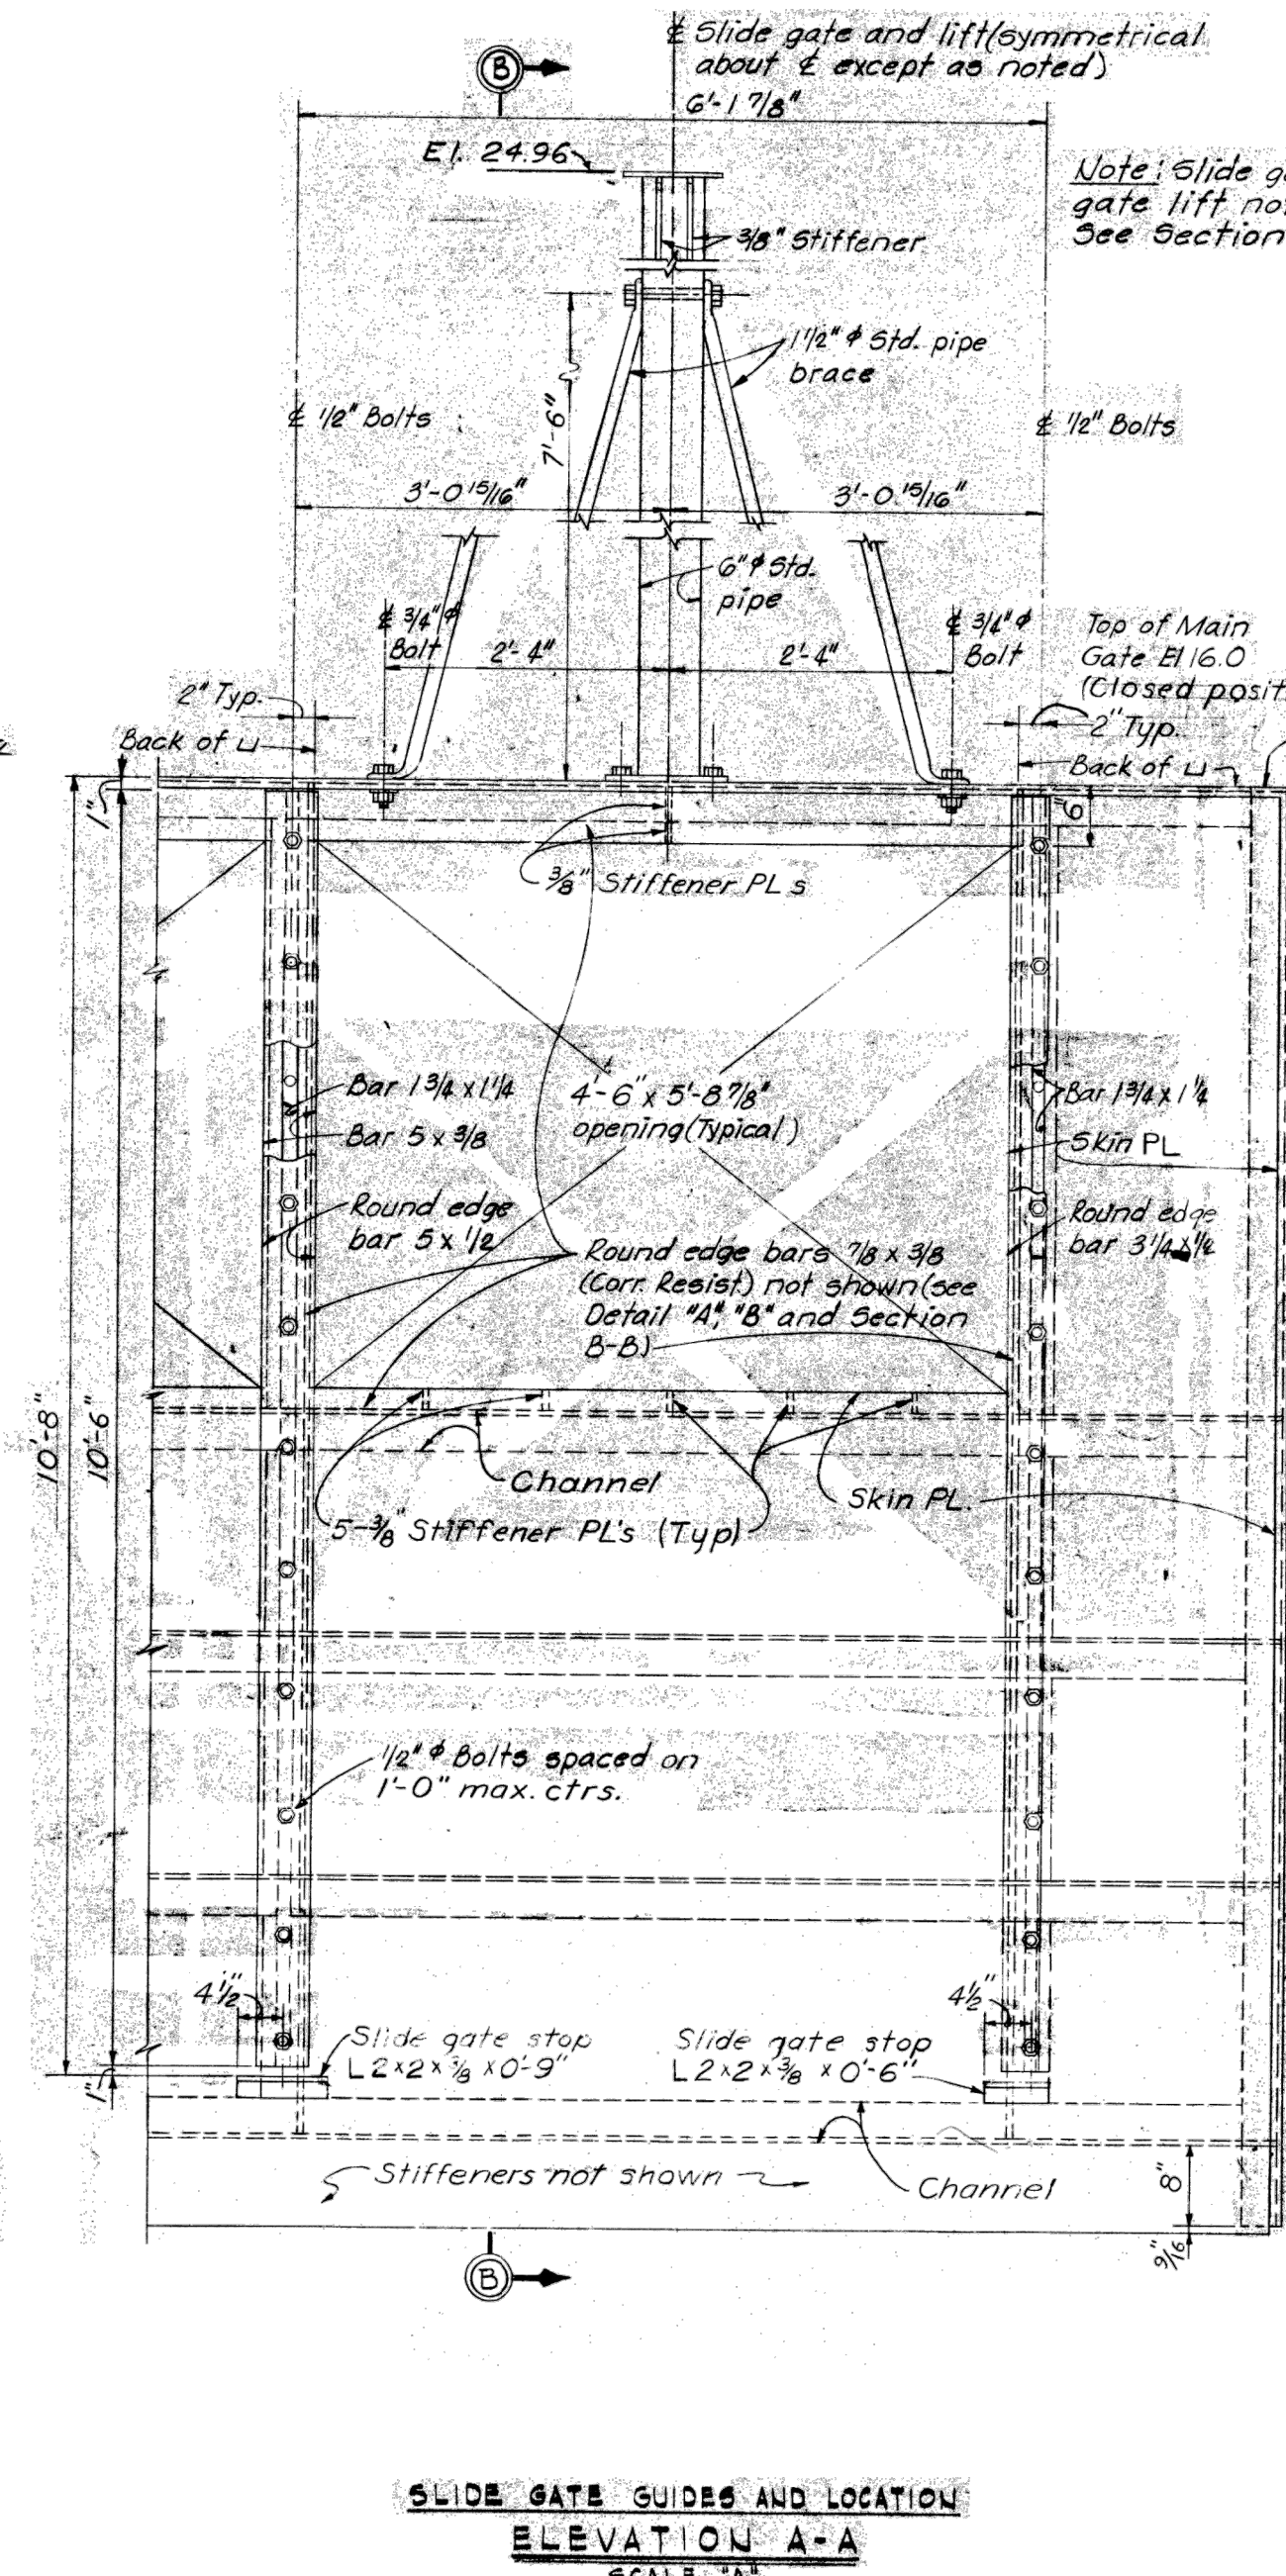 ℄ Slide gate and lift (symmetrical
about ℄ except as noted)
B
6'-1 7/8"
El. 24.96
Note: Slide
gate lift
See Section
3/8" Stiffener
1 1/2" φ Std. pipe
brace
7'-6"
℄ 1/2" Bolts
℄ 1/2" Bolts
3'-0 15/16"
3'-0 15/16"
6" φ Std.
pipe
℄ 3/4" φ
Bolt
2'-4"
2'-4"
℄ 3/4" φ
Bolt
Top of Main
Gate El 16.0
(Closed posit
2" Typ.
2" Typ.
Back of ⊔
Back of ⊔
1"
6"
3/8" Stiffener PL s
Bar 1 3/4 x 1 1/4
Bar 5 x 3/8
4'-6" x 5'-8 7/8"
opening (Typical)
Bar 1 3/4 x 1 1/4
Skin PL
Round edge
bar 5 x 1/2
Round edge
bar 3 1/4 x 1/2
Round edge bars 7/8 x 3/8
(Corr. Resist.) not shown (see
Detail "A", "B" and Section
B-B)
10'-8"
10'-6"
Channel
Skin PL.
5-3/8" Stiffener PL's (Typ)
1/2" φ Bolts spaced on
1'-0" max. ctrs.
4 1/2"
4 1/2"
Slide gate stop
L 2 x 2 x 3/8 x 0'-9"
Slide gate stop
L 2 x 2 x 3/8 x 0'-6"
1"
Stiffeners not shown
Channel
8"
9/16"
B
SLIDE GATE GUIDES AND LOCATION
ELEVATION A-A
SCALE "A"